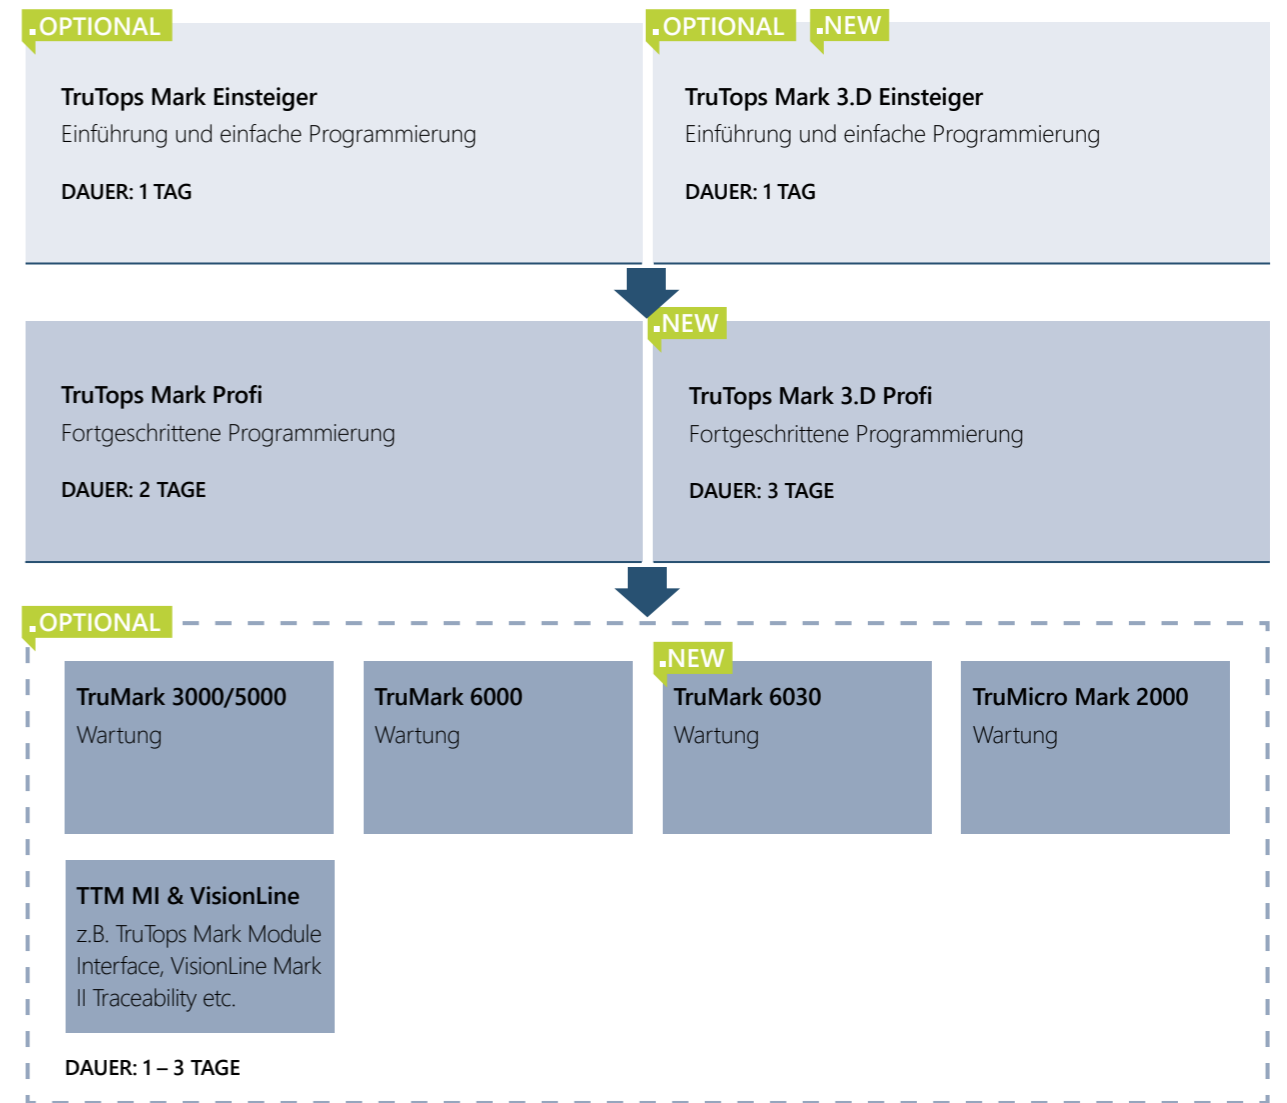 .OPTIONAL
TruTops Mark Einsteiger
Einführung und einfache Programmierung
DAUER: 1 TAG
.OPTIONAL
.NEW
TruTops Mark 3.D Einsteiger
Einführung und einfache Programmierung
DAUER: 1 TAG
TruTops Mark Profi
Fortgeschrittene Programmierung
DAUER: 2 TAGE
.NEW
TruTops Mark 3.D Profi
Fortgeschrittene Programmierung
DAUER: 3 TAGE
.OPTIONAL
TruMark 3000/5000
Wartung
TruMark 6000
Wartung
.NEW
TruMark 6030
Wartung
TruMicro Mark 2000
Wartung
TTM MI & VisionLine
z.B. TruTops Mark Module
Interface, VisionLine Mark
II Traceability etc.
DAUER: 1 – 3 TAGE